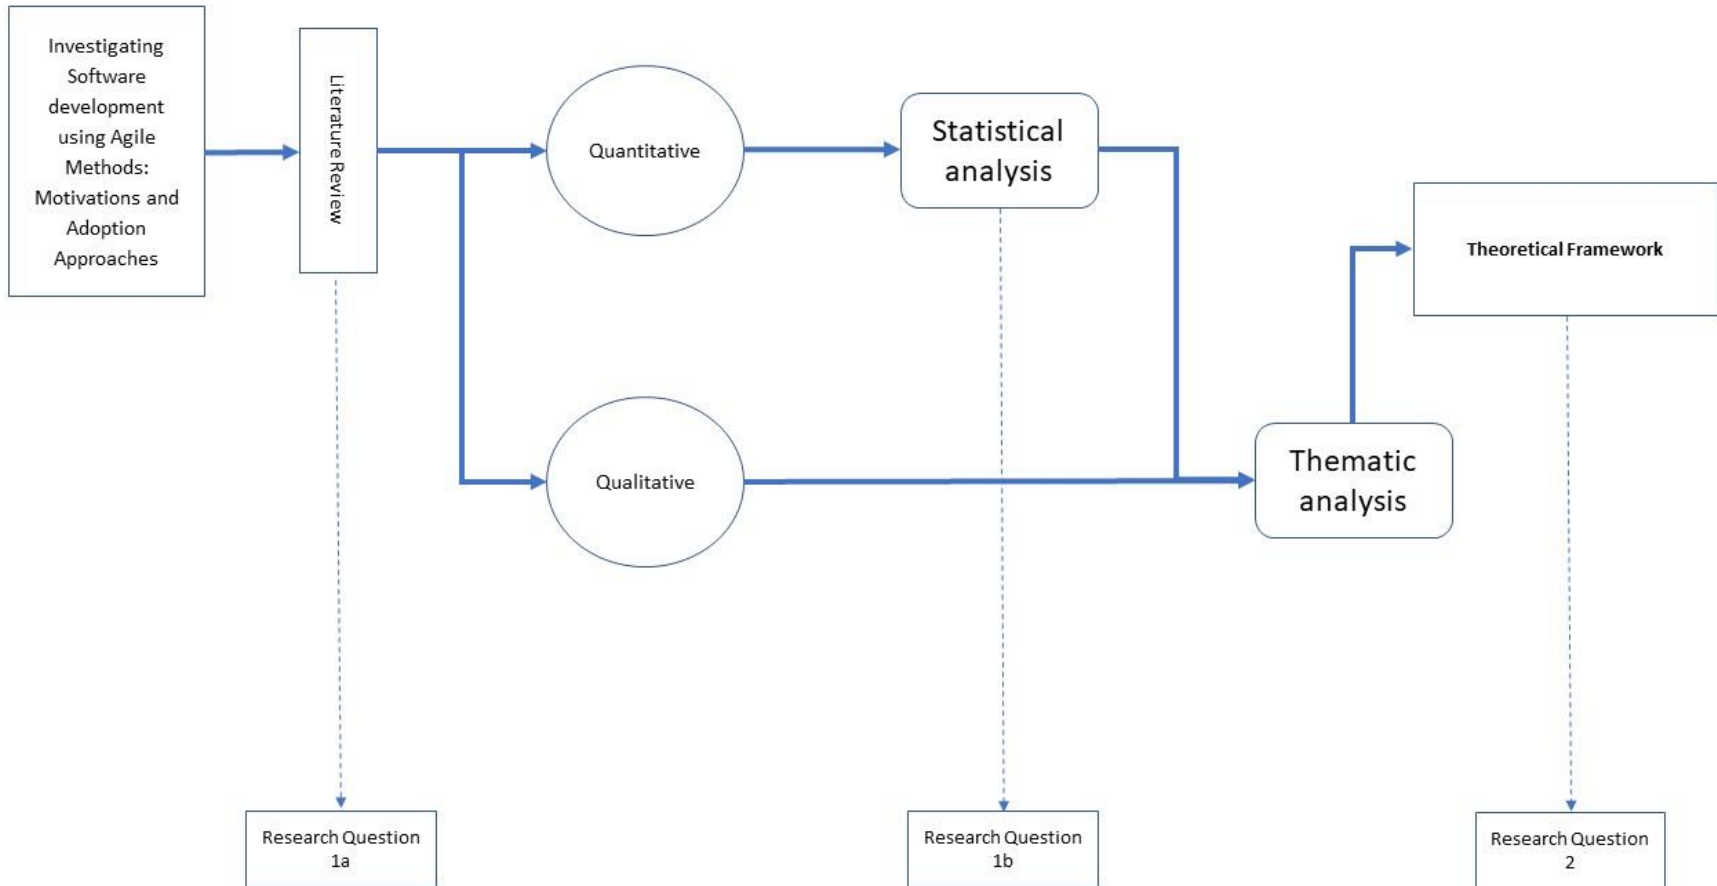 Investigating
Software
development
using Agile
Methods:
Motivations and
Adoption
Approaches
Literature Review
Quantitative
Statistical
analysis
Theoretical Framework
Qualitative
Thematic
analysis
Research Question
1a
Research Question
1b
Research Question
2